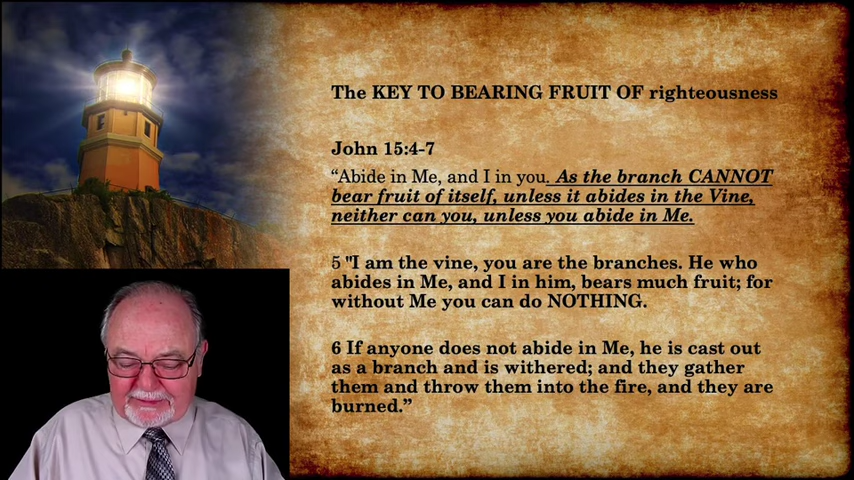 The KEY TO BEARING FRUIT OF righteousness
John 15:4-7
“Abide in Me, and I in you. As the branch CANNOT
bear fruit of itself, unless it abides in the Vine,
neither can you, unless you abide in Me.
5 "I am the vine, you are the branches. He who
abides in Me, and I in him, bears much fruit; for
without Me you can do NOTHING.
6 If anyone does not abide in Me, he is cast out
as a branch and is withered; and they gather
them and throw them into the fire, and they are
burned.”